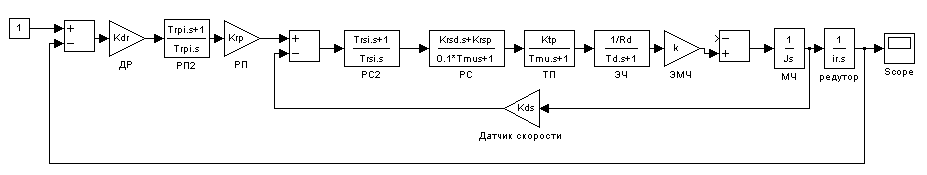 1
+
−
Kdr
ДР
Trpi.s+1
Trpi.s
РП2
Krp
РП
+
−
Trsi.s+1
Trsi.s
РС2
Krsd.s+Krsp
0.1*Tmus+1
РС
Ktp
Tmu.s+1
ТП
1/Rd
Td.s+1
ЭЧ
k
ЭМЧ
−
+
1
Js
МЧ
1
ir.s
редутор
Scope
Kds
Датчик скорости